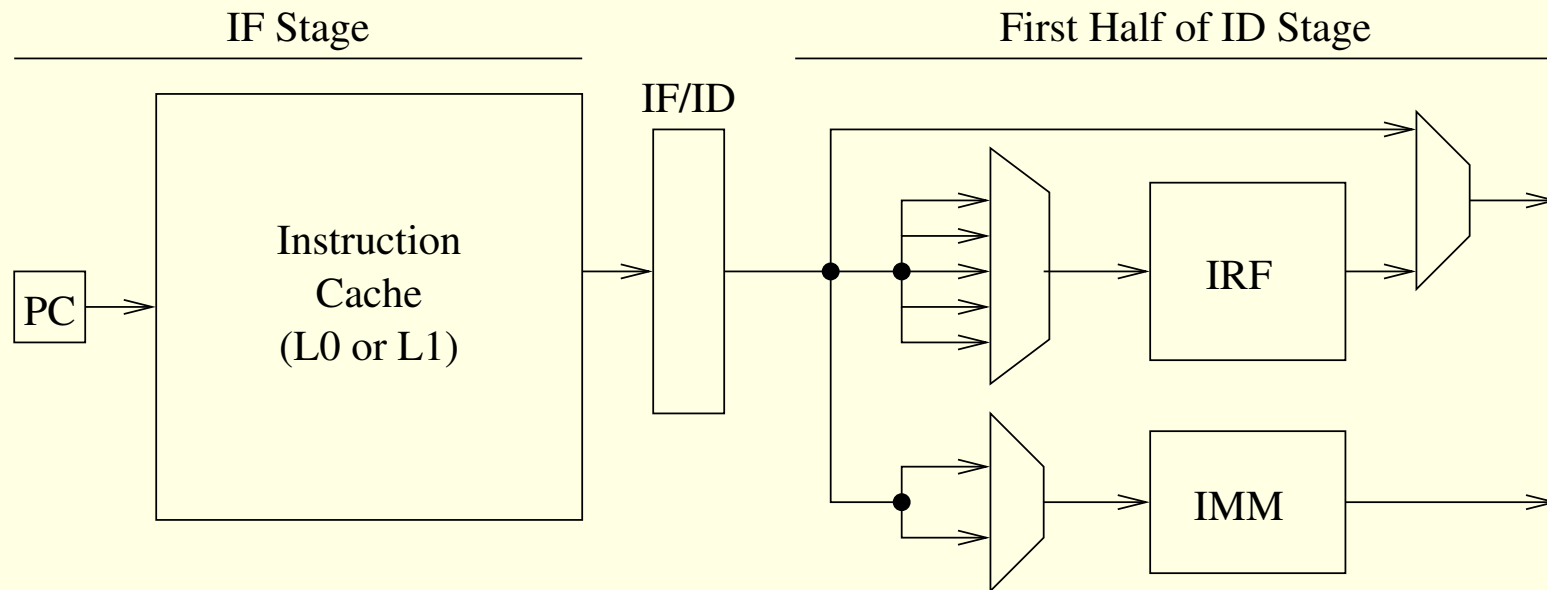 IF Stage
First Half of ID Stage
IF/ID
Instruction
Cache
(L0 or L1)
PC
IRF
IMM